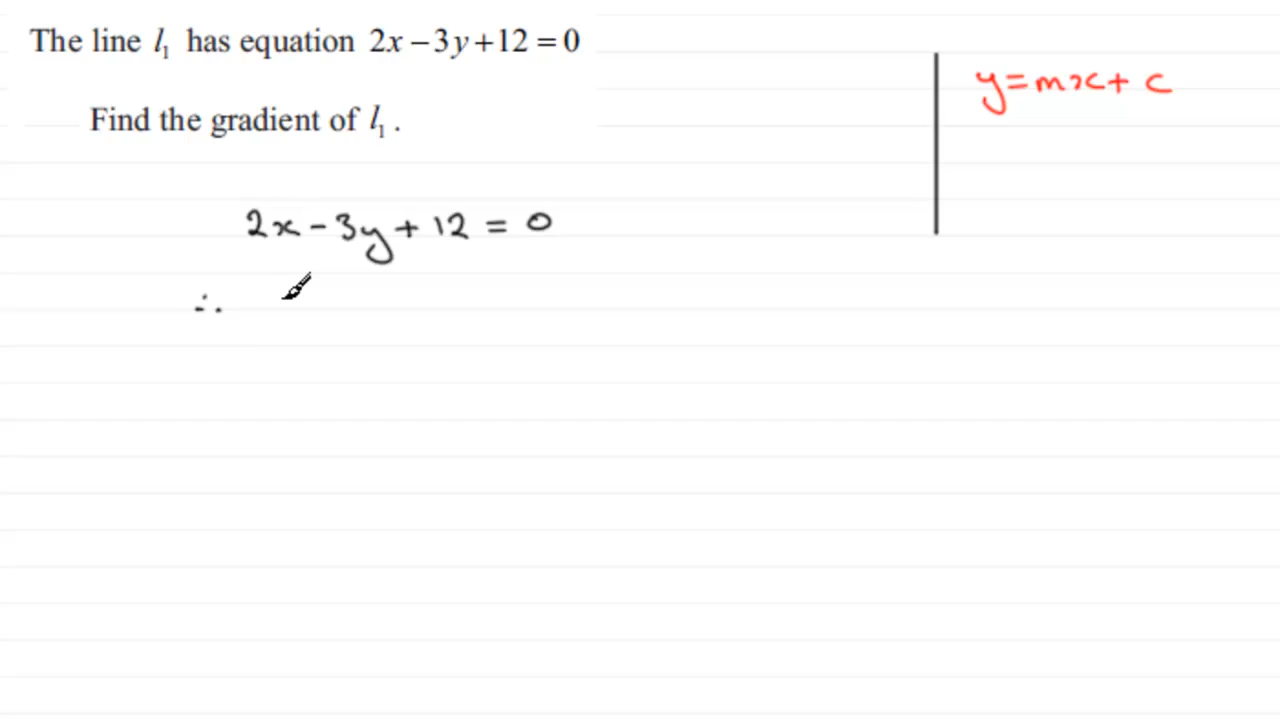 The line l₁ has equation 2x − 3y + 12 = 0
y = mx + c
Find the gradient of l₁.
2x − 3y + 12 = 0
∴